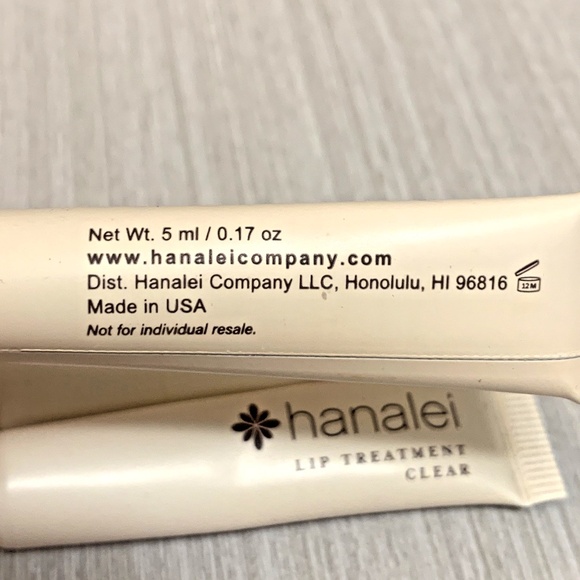 Net Wt. 5 ml / 0.17 oz
www.hanaleicompany.com
Dist. Hanalei Company LLC, Honolulu, HI 96816
12M
Made in USA
Not for individual resale.
hanalei
LIP TREATMENT
CLEAR